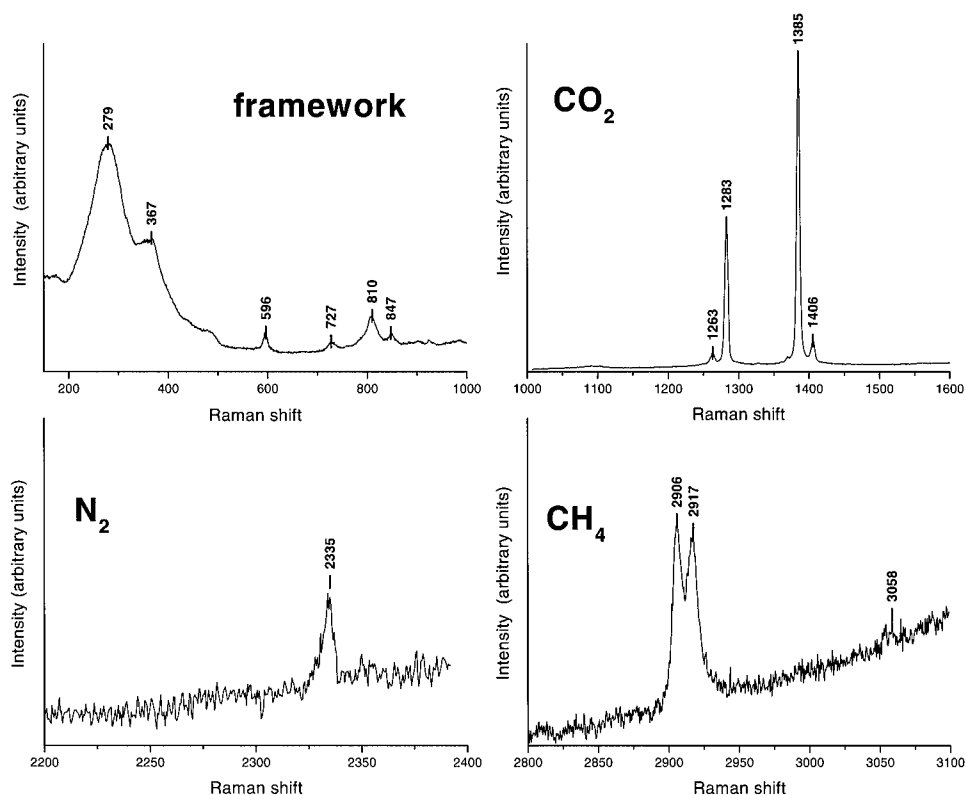 framework
279
367
596
727
810
847
Intensity (arbitrary units)
200 400 600 800 1000
Raman shift
CO2
1263
1283
1385
1406
Intensity (arbitrary units)
1000 1100 1200 1300 1400 1500 1600
Raman shift
N2
2335
Intensity (arbitrary units)
2200 2250 2300 2350 2400
Raman shift
CH4
2906
2917
3058
Intensity (arbitrary units)
2800 2850 2900 2950 3000 3050 3100
Raman shift